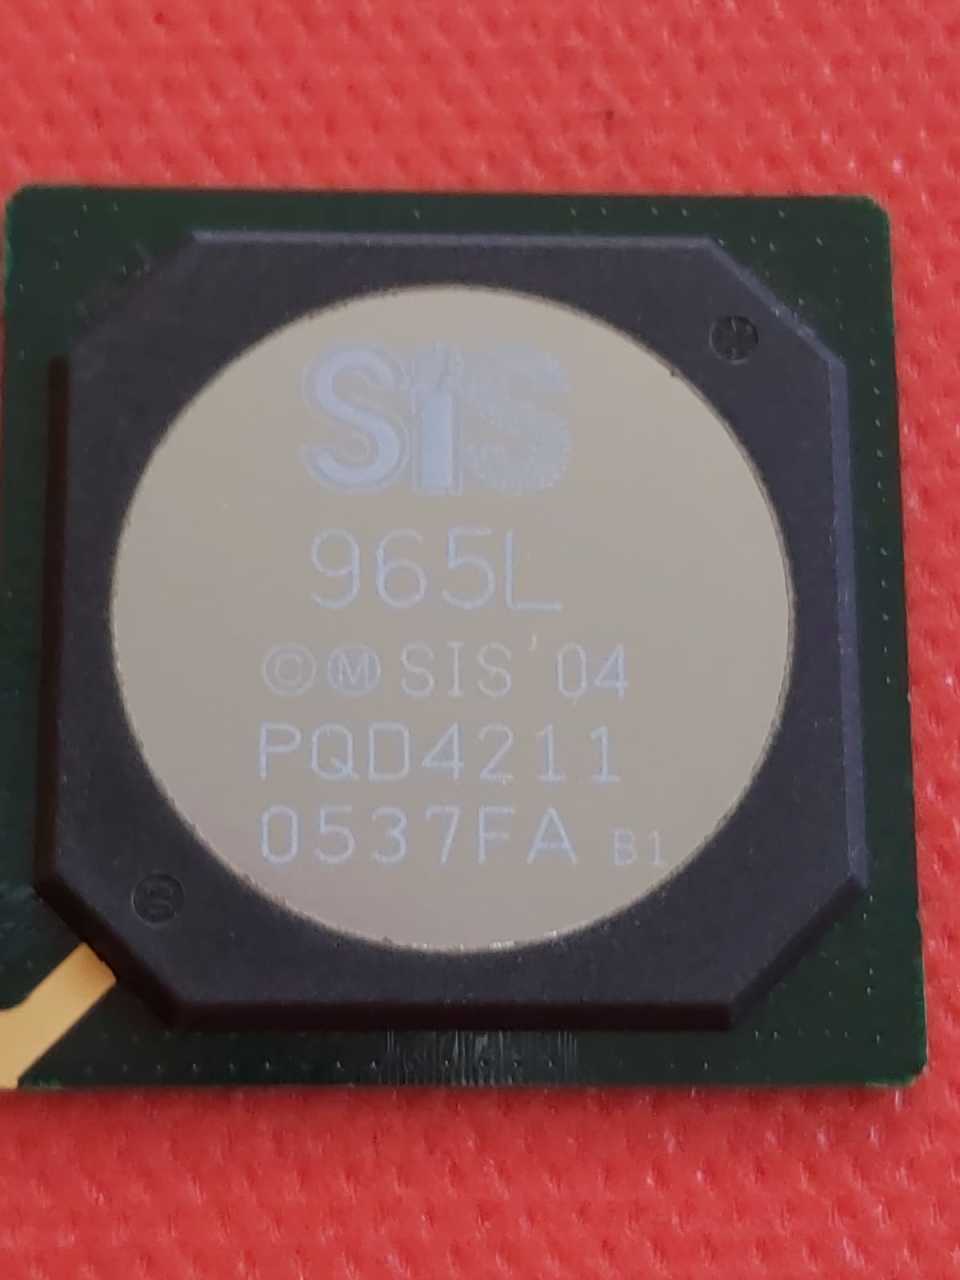 SiS
965L
©Ⓜ SIS'04
PQD4211
0537FA B1